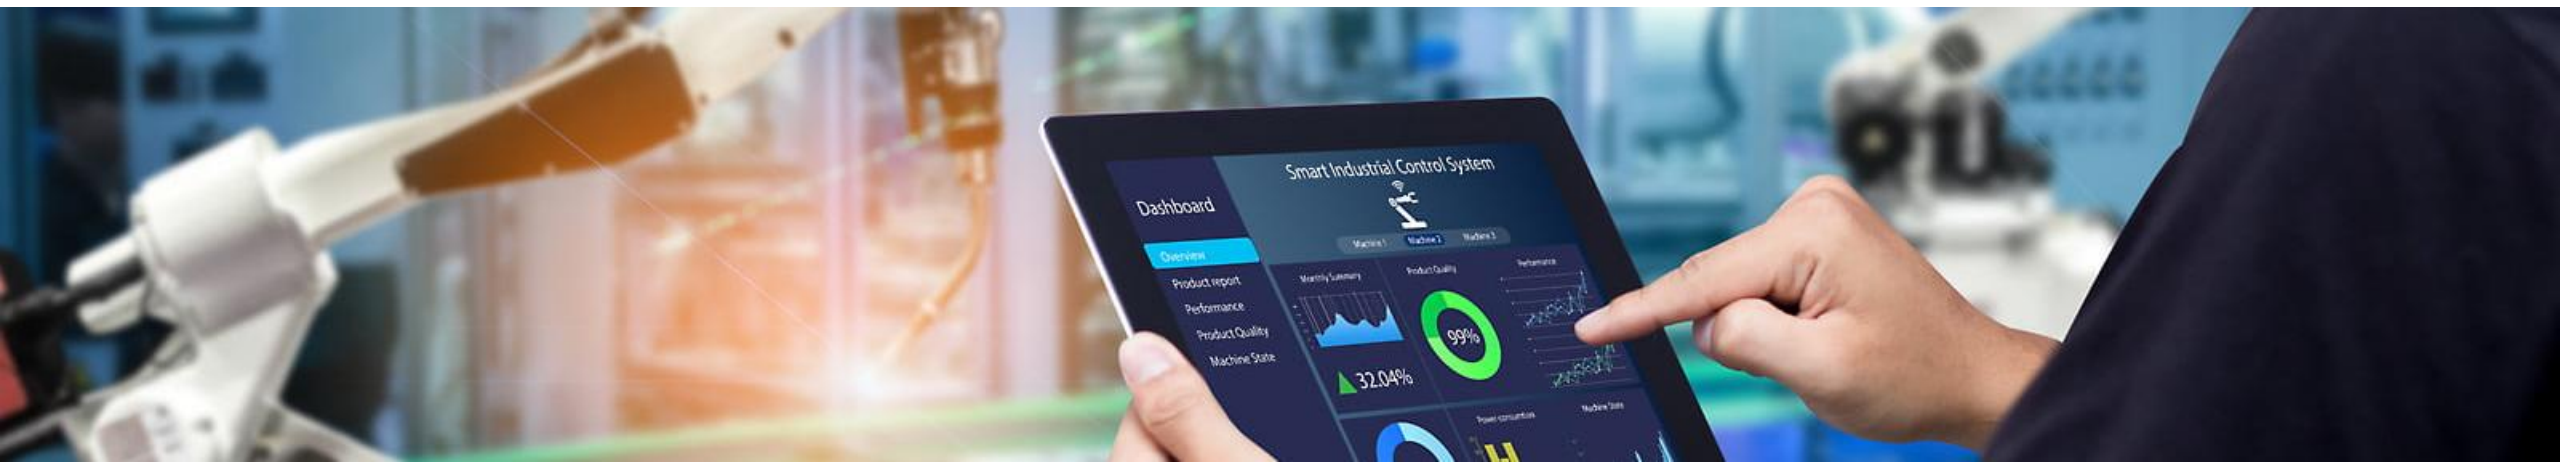 Smart Industrial Control System
Dashboard
Machine 1 Machine 2 Machine 3
Overview
Product report
Performance
Product Quality
Machine State
Monthly Summary
Product Quality
Performance
99%
32.04%
Power consumtion
Machine State